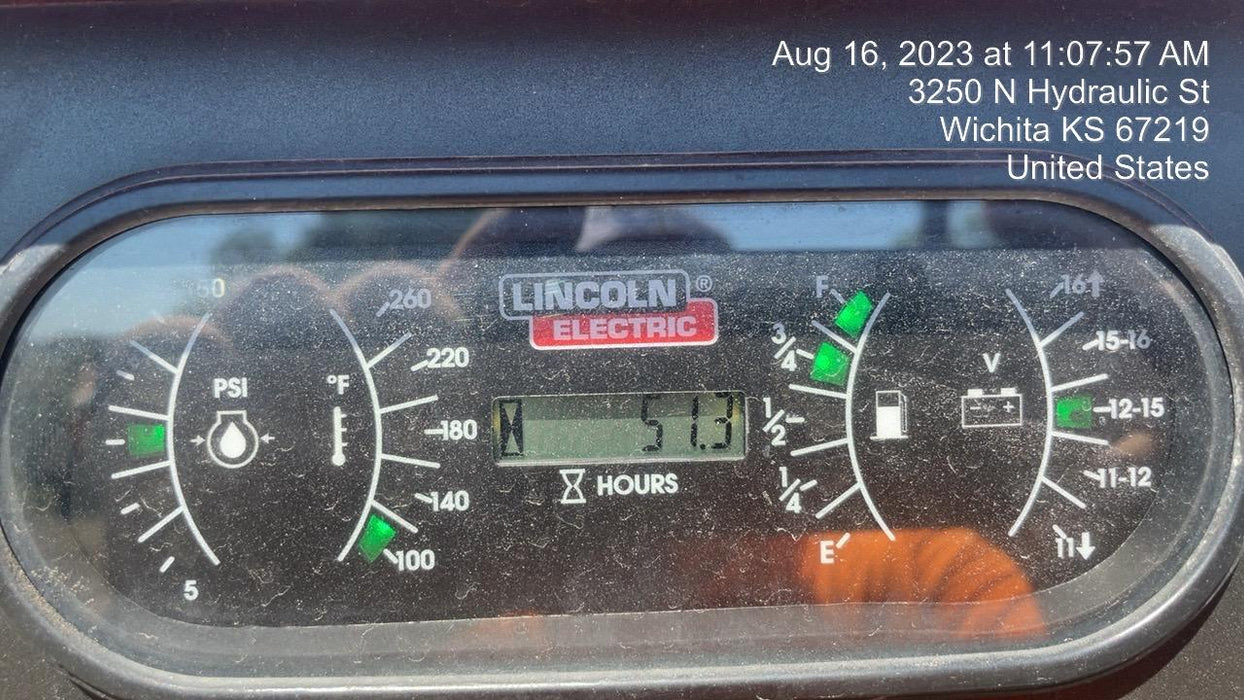 Aug 16, 2023 at 11:07:57 AM
3250 N Hydraulic St
Wichita KS 67219
United States
LINCOLN®
ELECTRIC
PSI
5
°F
260
220
180
140
100
51.3
HOURS
F
3/4
1/2
1/4
E
V
- +
16↑
15-16
12-15
11-12
11↓